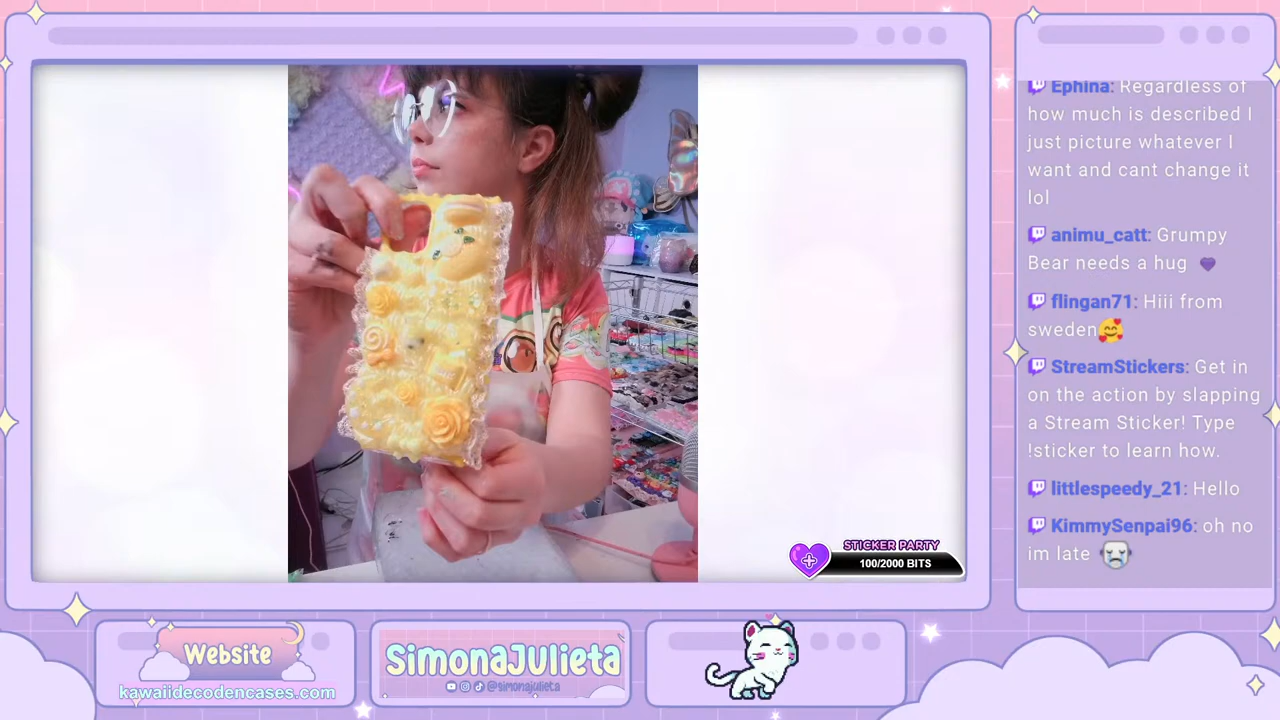 Ephina: Regardless of
how much is described I
just picture whatever I
want and cant change it
lol
animu_catt: Grumpy
Bear needs a hug
flingan71: Hiii from
sweden
StreamStickers: Get in
on the action by slapping
a Stream Sticker! Type
!sticker to learn how.
littlespeedy_21: Hello
KimmySenpai96: oh no
im late
STICKER PARTY
100/2000 BITS
Website
kawaiidecodencases.com
SimonaJulieta
@simonajulieta